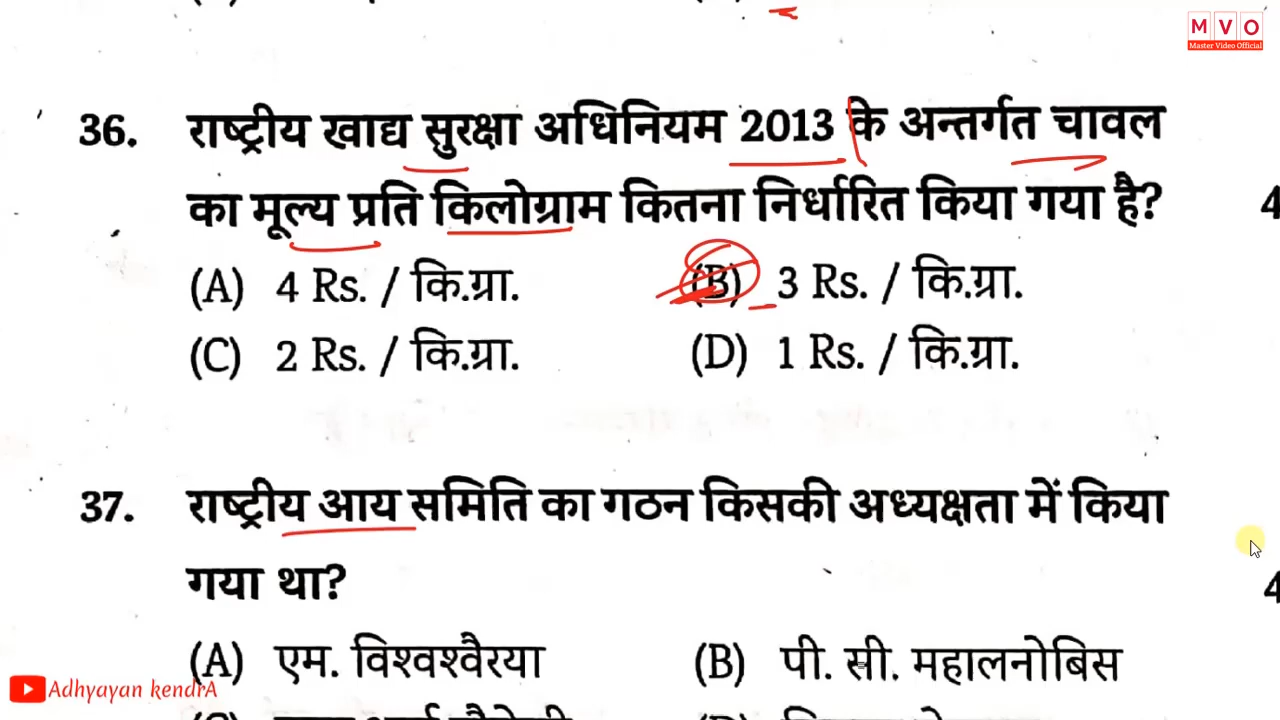 M V O
Master Video Official
36. राष्ट्रीय खाद्य सुरक्षा अधिनियम 2013 के अन्तर्गत चावल
का मूल्य प्रति किलोग्राम कितना निर्धारित किया गया है?
(A) 4 Rs. / कि.ग्रा. (B) 3 Rs. / कि.ग्रा.
(C) 2 Rs. / कि.ग्रा. (D) 1 Rs. / कि.ग्रा.
37. राष्ट्रीय आय समिति का गठन किसकी अध्यक्षता में किया
गया था?
(A) एम. विश्वश्वैरया (B) पी. सी. महालनोबिस
Adhyayan kendrA